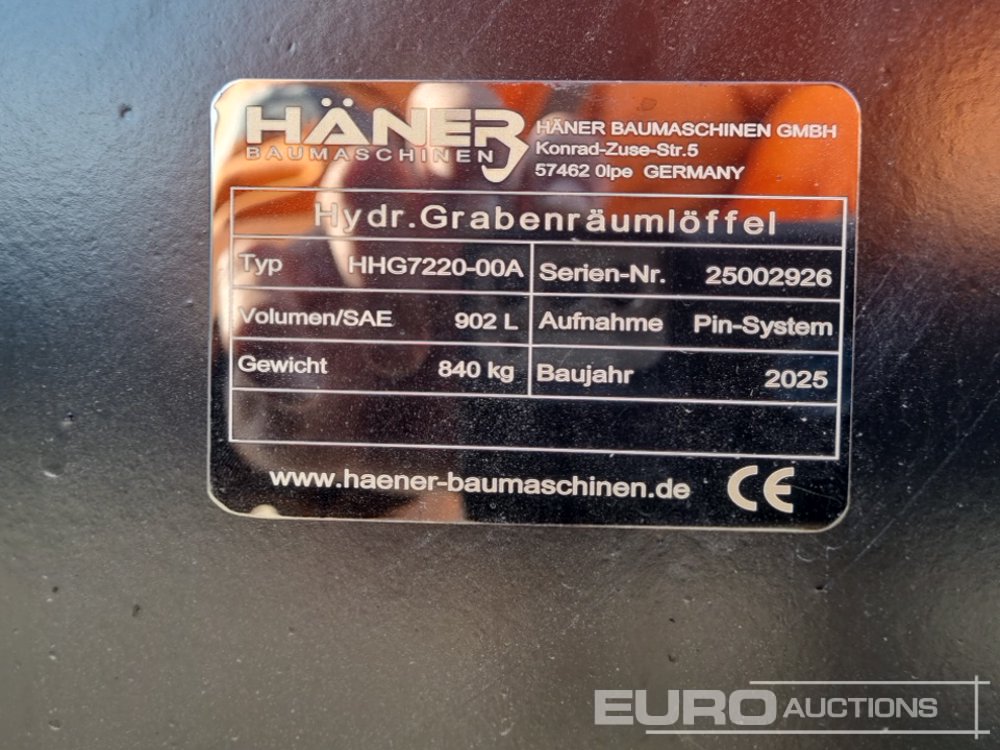 HÄNER
BAUMASCHINEN
HÄNER BAUMASCHINEN GMBH
Konrad-Zuse-Str.5
57462 Olpe GERMANY
Hydr.Grabenräumlöffel
Typ HHG7220-00A Serien-Nr. 25002926
Volumen/SAE 902 L Aufnahme Pin-System
Gewicht 840 kg Baujahr 2025
www.haener-baumaschinen.de CE
EURO AUCTIONS